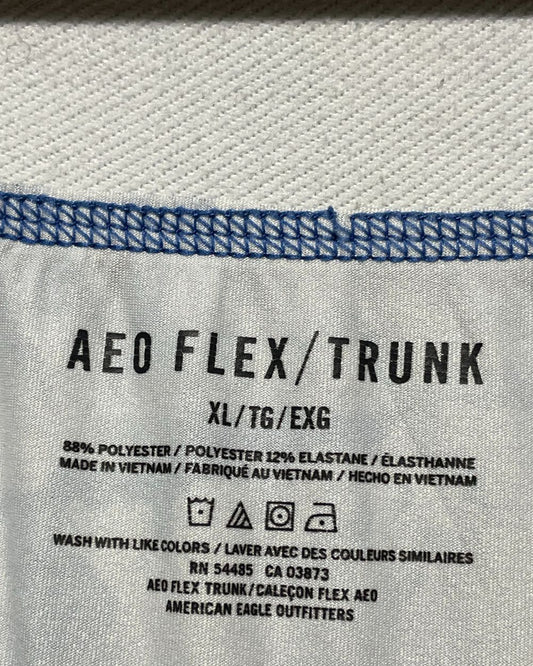 AEO FLEX/TRUNK
XL/TG/EXG
88% POLYESTER / POLYESTER 12% ELASTANE / ÉLASTHANNE
MADE IN VIETNAM / FABRIQUÉ AU VIETNAM / HECHO EN VIETNAM
WASH WITH LIKE COLORS / LAVER AVEC DES COULEURS SIMILAIRES
RN 54485 CA 03873
AEO FLEX TRUNK/CALEÇON FLEX AEO
AMERICAN EAGLE OUTFITTERS